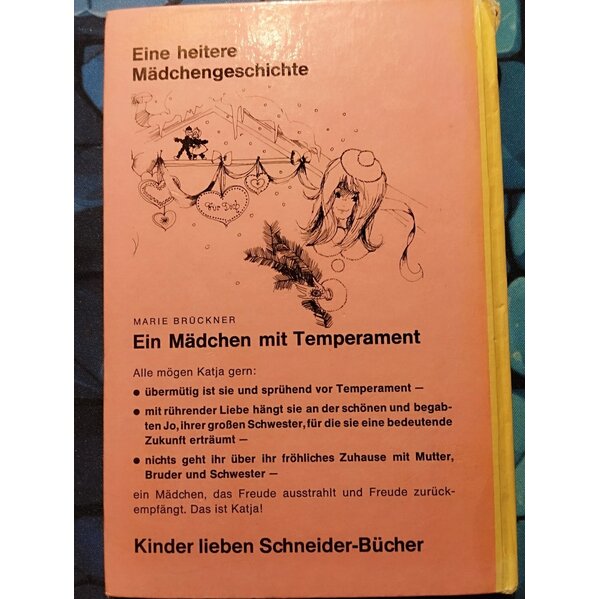 Eine heitere
Mädchengeschichte
Für Dich
MARIE BRÜCKNER
Ein Mädchen mit Temperament
Alle mögen Katja gern:
● übermütig ist sie und sprühend vor Temperament —
● mit rührender Liebe hängt sie an der schönen und begab-
ten Jo, ihrer großen Schwester, für die sie eine bedeutende
Zukunft erträumt —
● nichts geht ihr über ihr fröhliches Zuhause mit Mutter,
Bruder und Schwester —
ein Mädchen, das Freude ausstrahlt und Freude zurück-
empfängt. Das ist Katja!
Kinder lieben Schneider-Bücher